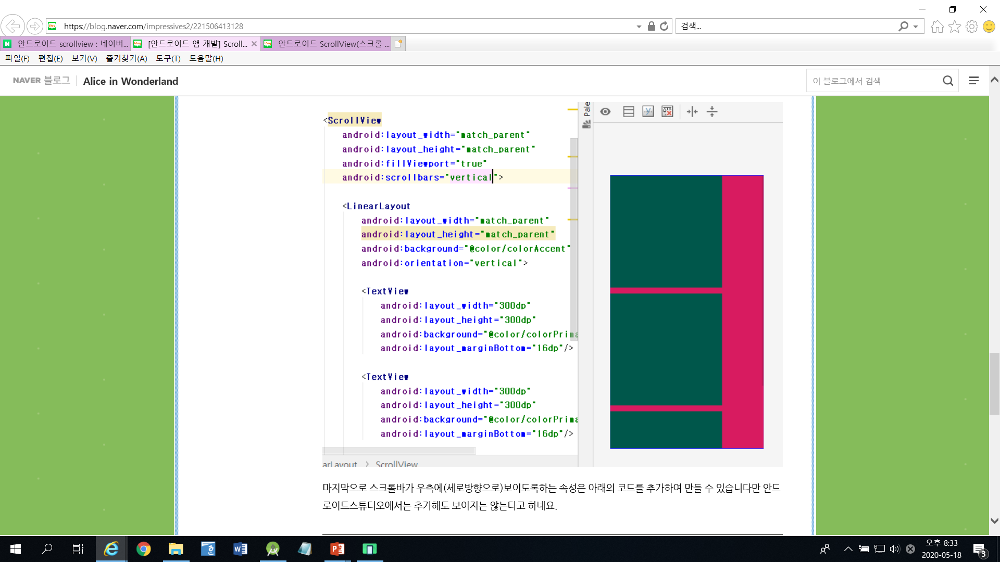 https://blog.naver.com/impressives2/221506413128
검색...
안드로이드 scrollview : 네이버...
[안드로이드 앱 개발] Scroll...
안드로이드 ScrollView(스크롤 ...
파일(F) 편집(E) 보기(V) 즐겨찾기(A) 도구(T) 도움말(H)
NAVER 블로그 Alice in Wonderland
이 블로그에서 검색
Pale
<ScrollView
android:layout_width="match_parent"
android:layout_height="match_parent"
android:fillViewport="true"
android:scrollbars="vertical">
<LinearLayout
android:layout_width="match_parent"
android:layout_height="match_parent"
android:background="@color/colorAccent"
android:orientation="vertical">
<TextView
android:layout_width="300dp"
android:layout_height="300dp"
android:background="@color/colorPrima
android:layout_marginBottom="16dp"/>
<TextView
android:layout_width="300dp"
android:layout_height="300dp"
android:background="@color/colorPrima
android:layout_marginBottom="16dp"/>
arLayout > ScrollView
마지막으로 스크롤바가 우측에(세로방향으로)보이도록하는 속성은 아래의 코드를 추가하여 만들 수 있습니다만 안드
로이드스튜디오에서는 추가해도 보이지는 않는다고 하네요.
오후 8:33
2020-05-18
3